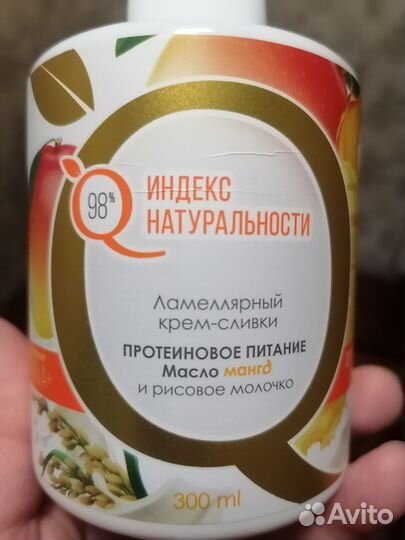 98%
ИНДЕКС
НАТУРАЛЬНОСТИ
Ламеллярный
крем-сливки
ПРОТЕИНОВОЕ ПИТАНИЕ
Масло манго
и рисовое молочко
300 ml
Avito